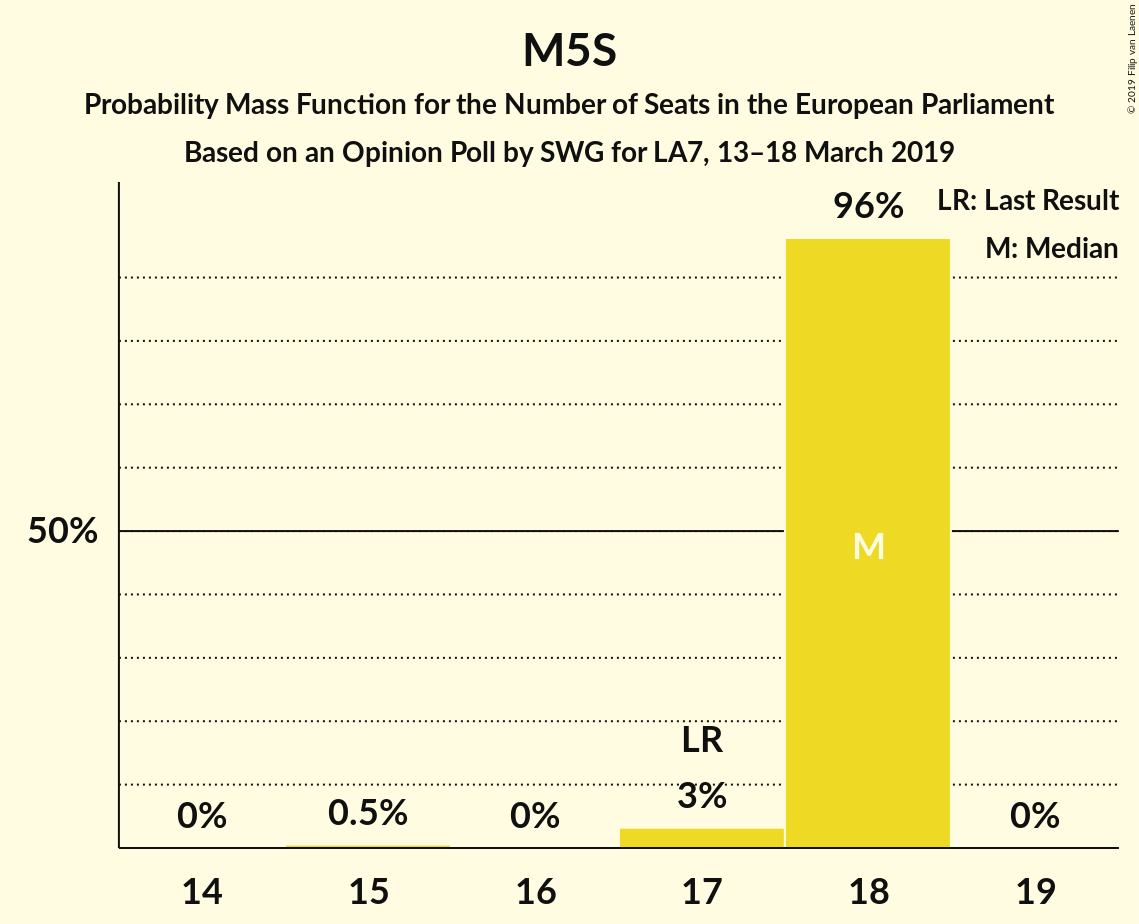 M5S
Probability Mass Function for the Number of Seats in the European Parliament
Based on an Opinion Poll by SWG for LA7, 13–18 March 2019
© 2019 Filip van Laenen
LR: Last Result
M: Median
96%
50%
M
LR
3%
0%
0.5%
0%
0%
14
15
16
17
18
19